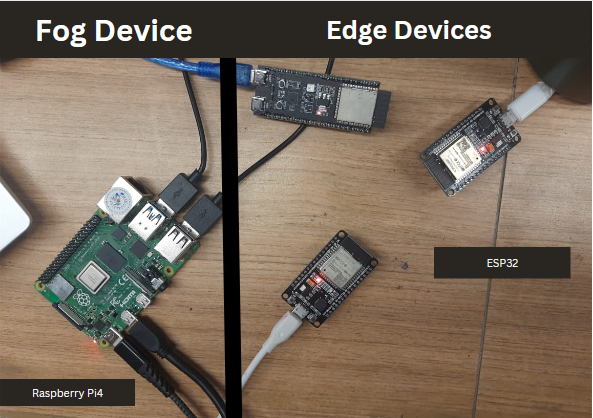 Fog Device
Edge Devices
ESP32
Raspberry Pi4